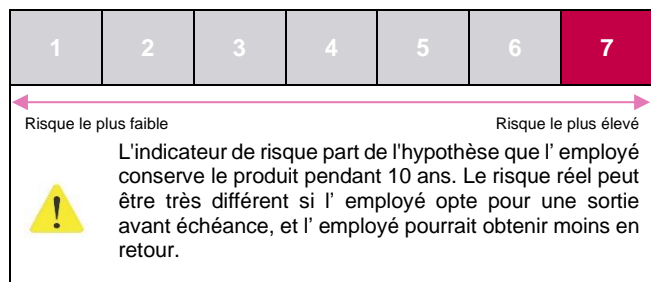 1 2 3 4 5 6 7
Risque le plus faible Risque le plus élevé
L'indicateur de risque part de l'hypothèse que l' employé
conserve le produit pendant 10 ans. Le risque réel peut
être très différent si l' employé opte pour une sortie
avant échéance, et l' employé pourrait obtenir moins en
retour.